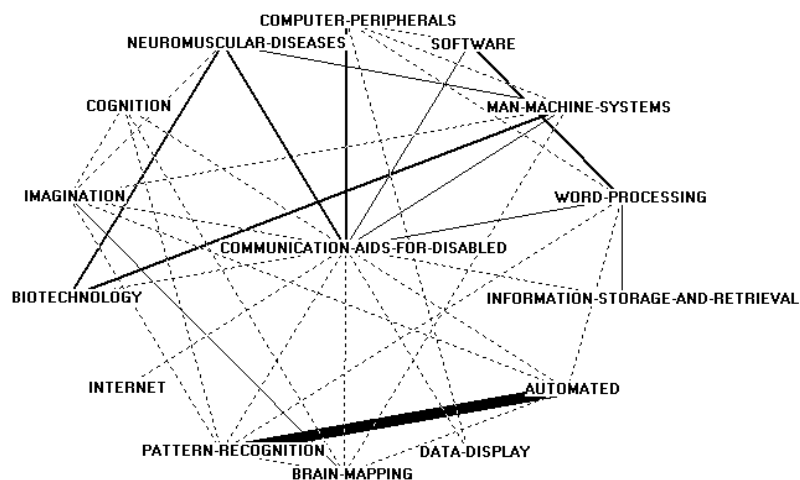 COMPUTER-PERIPHERALS
NEUROMUSCULAR-DISEASES
SOFTWARE
COGNITION
MAN-MACHINE-SYSTEMS
IMAGINATION
WORD-PROCESSING
COMMUNICATION-AIDS-FOR-DISABLED
BIOTECHNOLOGY
INFORMATION-STORAGE-AND-RETRIEVAL
INTERNET
AUTOMATED
PATTERN-RECOGNITION
DATA-DISPLAY
BRAIN-MAPPING